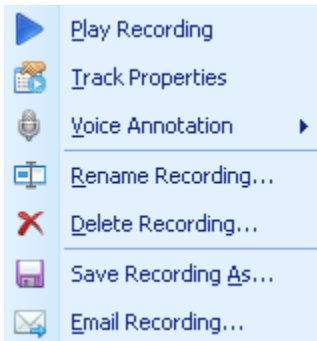 Play Recording
Track Properties
Voice Annotation
Rename Recording...
Delete Recording...
Save Recording As...
Email Recording...